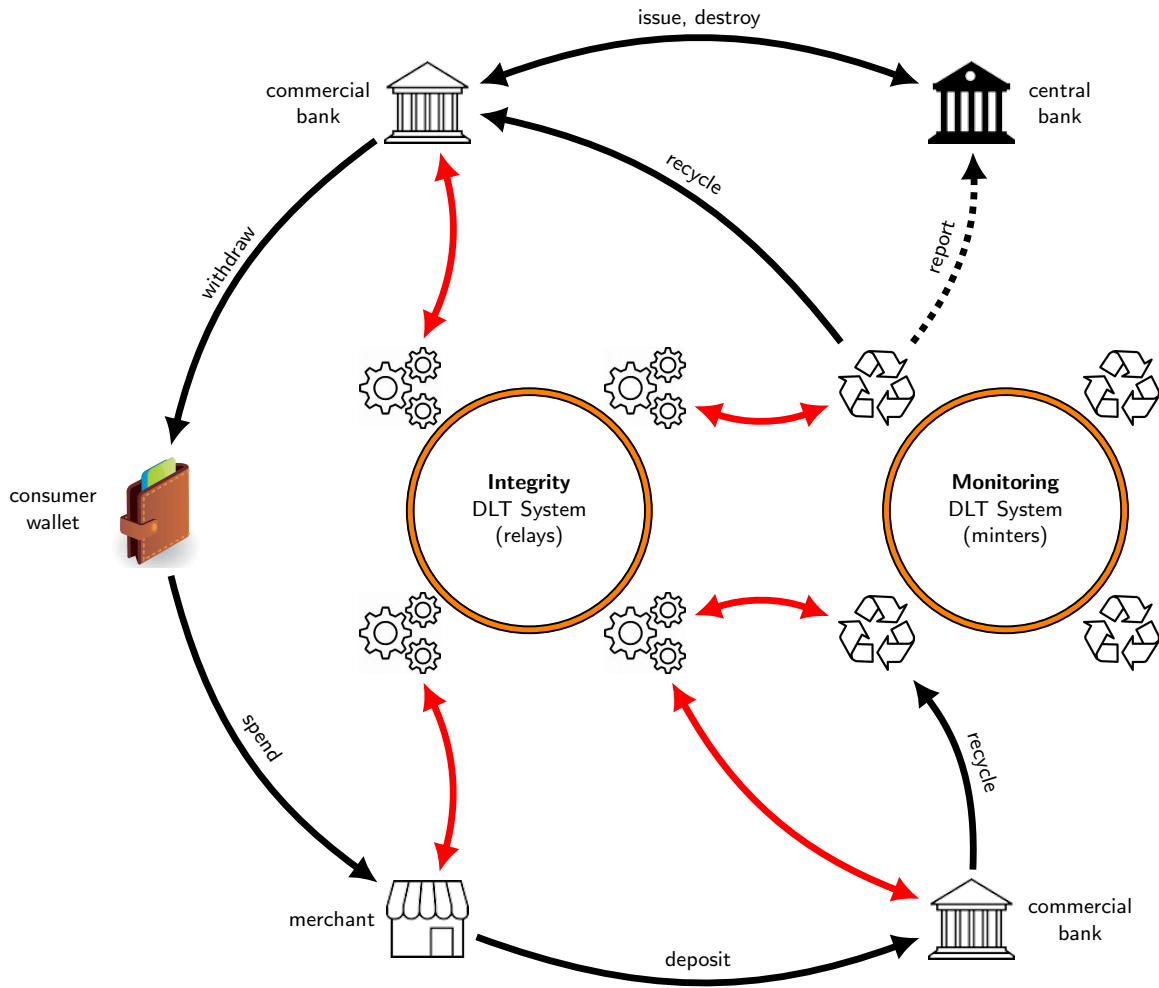 issue, destroy
commercial
bank
central
bank
recycle
withdraw
report
consumer
wallet
Integrity
DLT System
(relays)
Monitoring
DLT System
(minters)
spend
recycle
merchant
deposit
commercial
bank